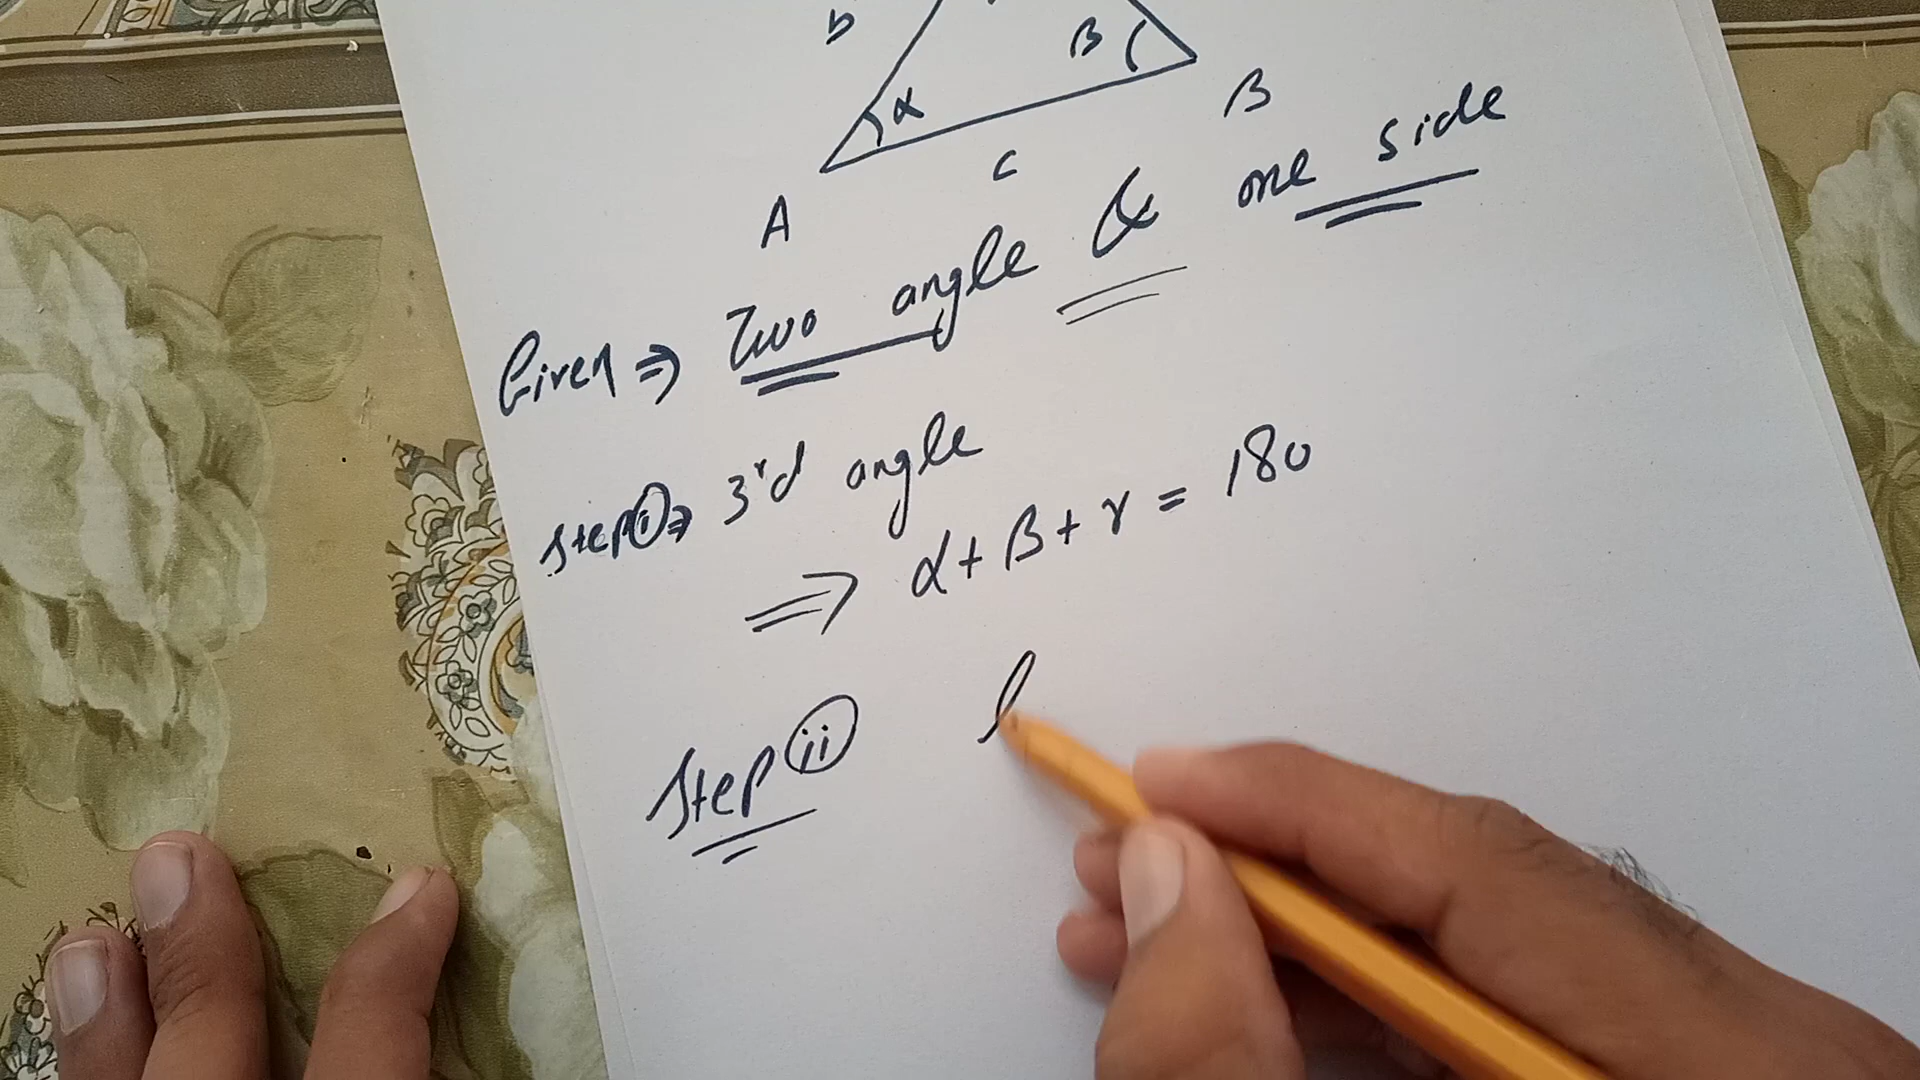 b
β
α
β
c
A
Given ⇒ Two angle & one side
step (i) ⇒ 3rd angle
⇒ α + β + γ = 180
step (ii) l